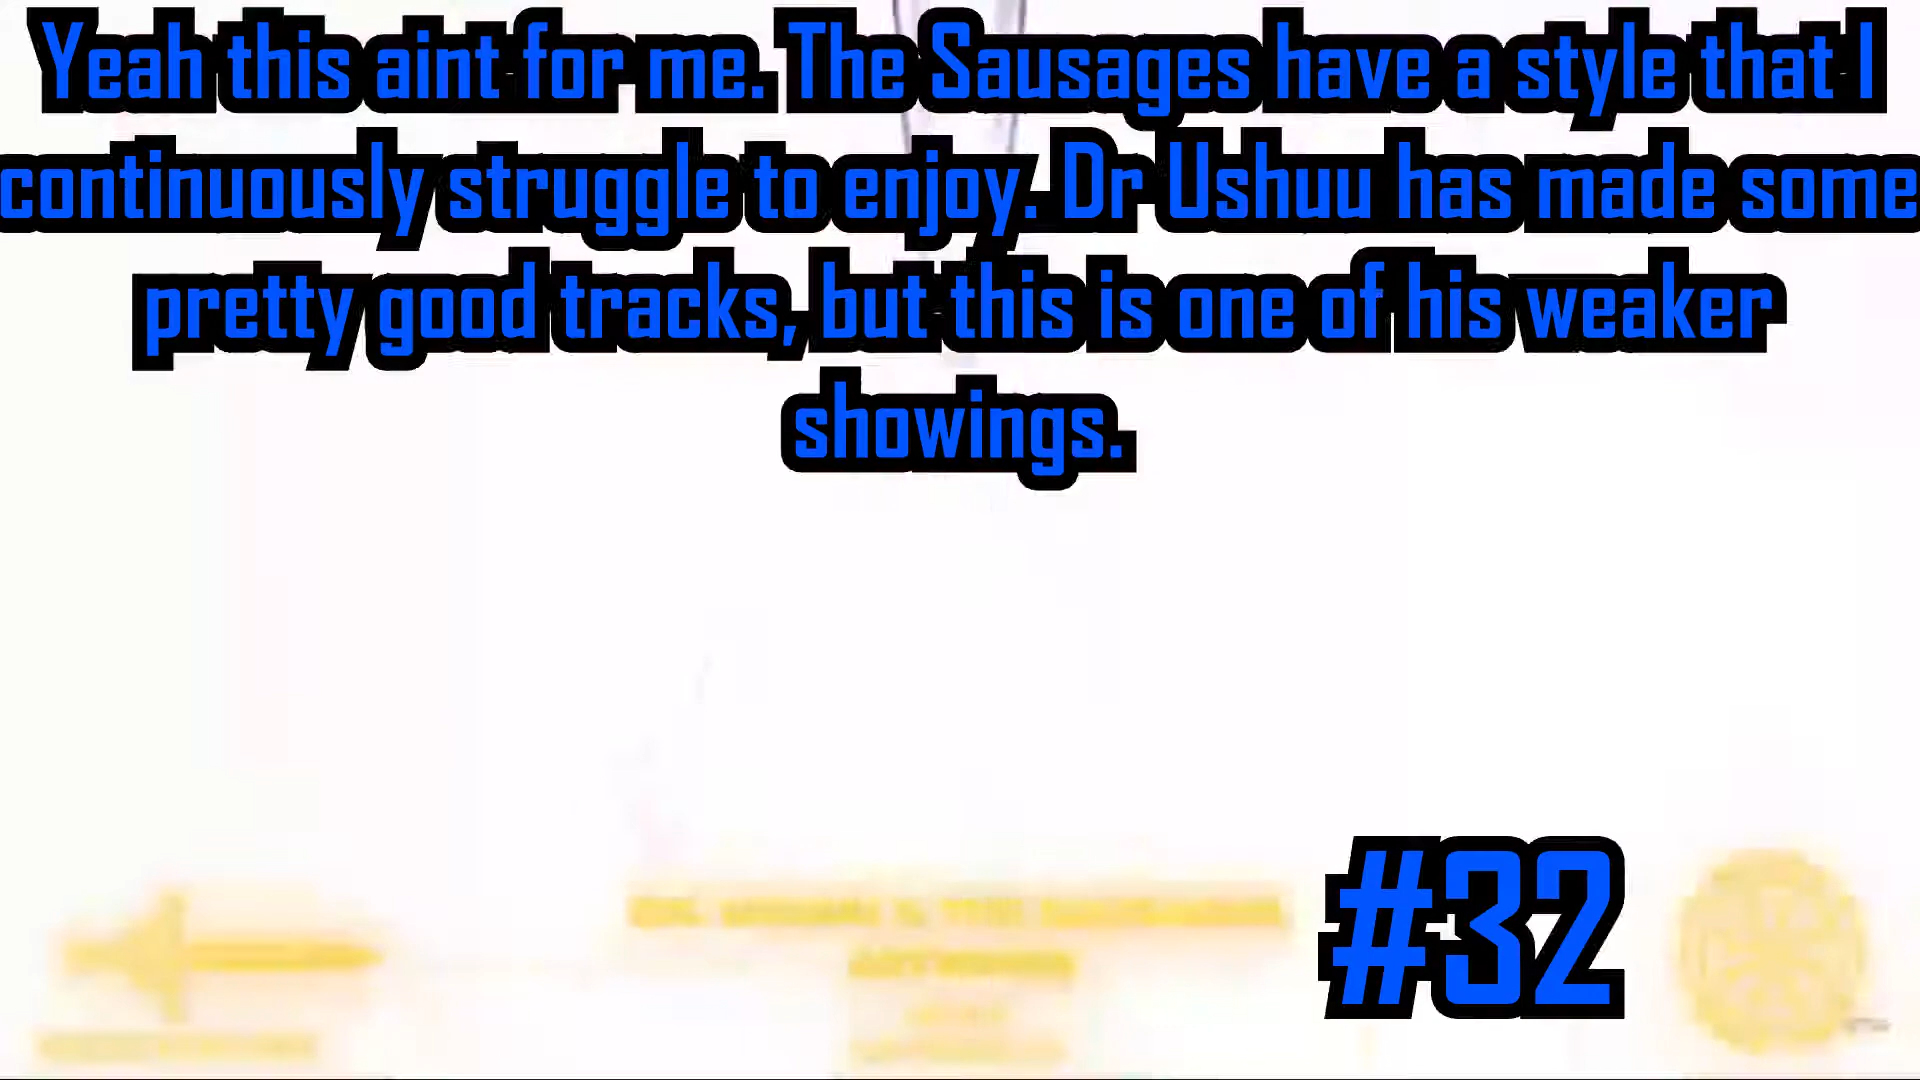 Yeah this aint for me. The Sausages have a style that I
continuously struggle to enjoy. Dr Ushuu has made some
pretty good tracks, but this is one of his weaker
showings.
#32